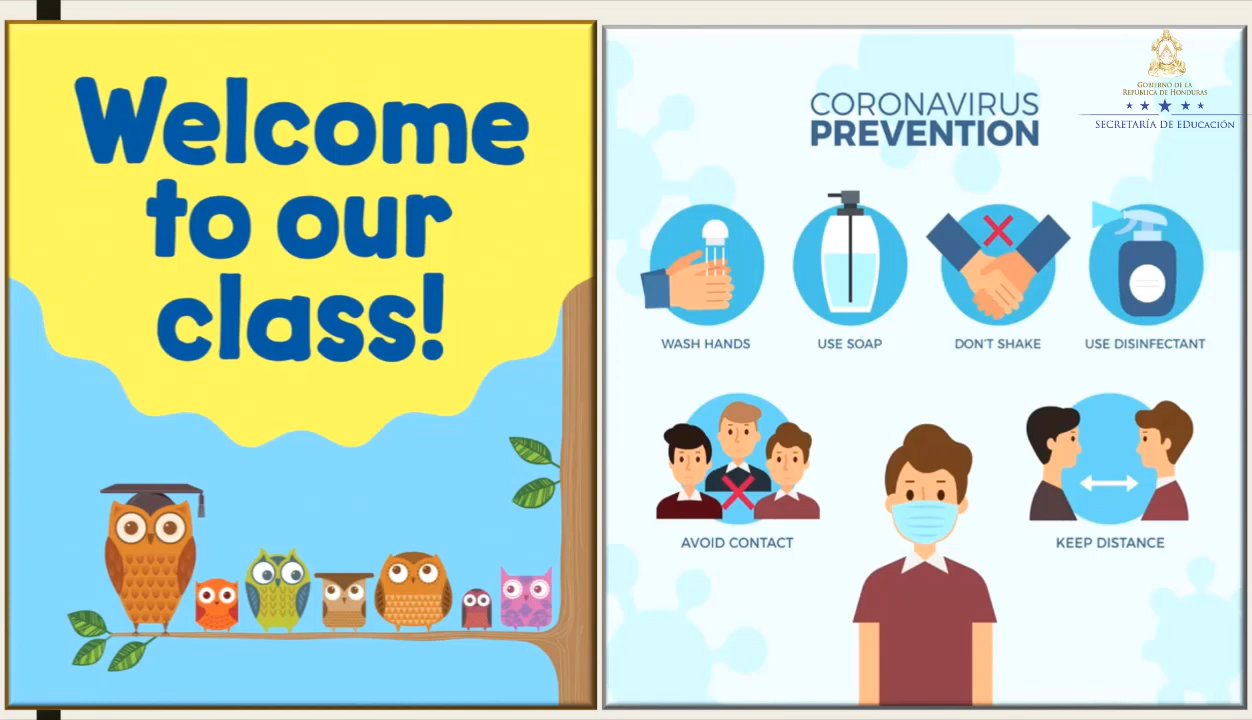 Welcome
to our
class!
CORONAVIRUS
PREVENTION
GOBIERNO DE LA
REPÚBLICA DE HONDURAS
SECRETARÍA DE EDUCACIÓN
WASH HANDS
USE SOAP
DON'T SHAKE
USE DISINFECTANT
AVOID CONTACT
KEEP DISTANCE